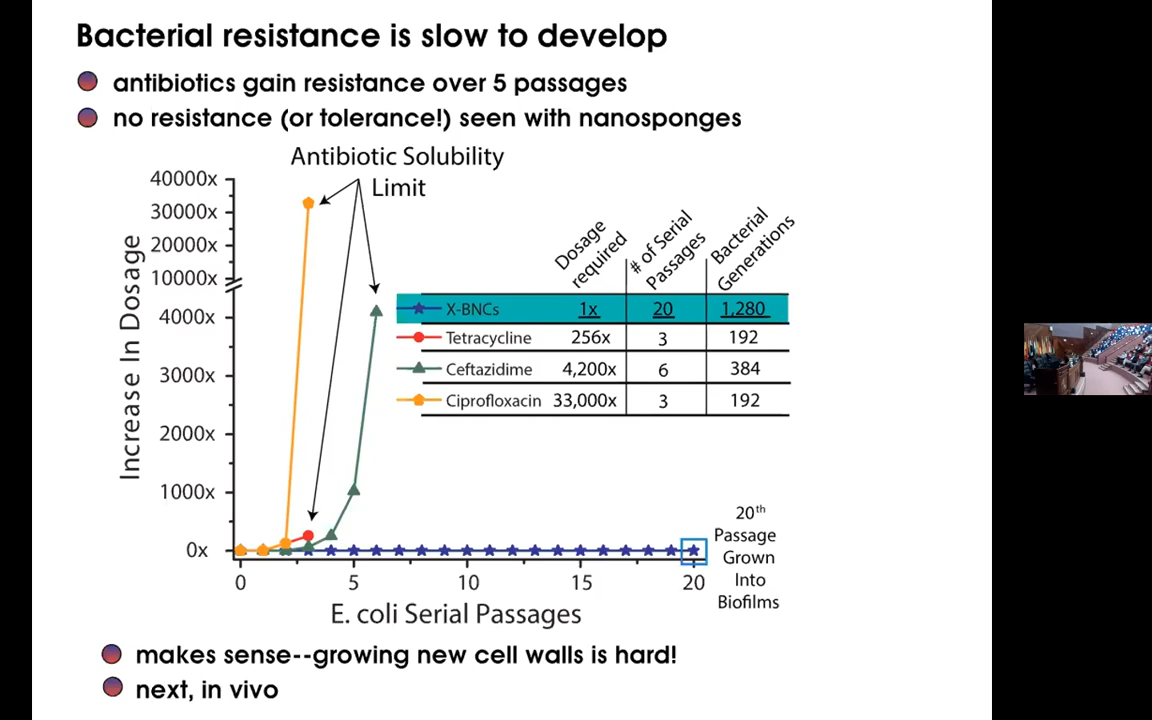 Bacterial resistance is slow to develop
antibiotics gain resistance over 5 passages
no resistance (or tolerance!) seen with nanosponges
Antibiotic Solubility
Limit
Increase In Dosage
40000x
30000x
20000x
10000x
4000x
3000x
2000x
1000x
0x
Dosage required
# of Serial Passages
Bacterial Generations
X-BNCs 1x 20 1,280
Tetracycline 256x 3 192
Ceftazidime 4,200x 6 384
Ciprofloxacin 33,000x 3 192
20th
Passage
Grown
Into
Biofilms
0 5 10 15 20
E. coli Serial Passages
makes sense--growing new cell walls is hard!
next, in vivo